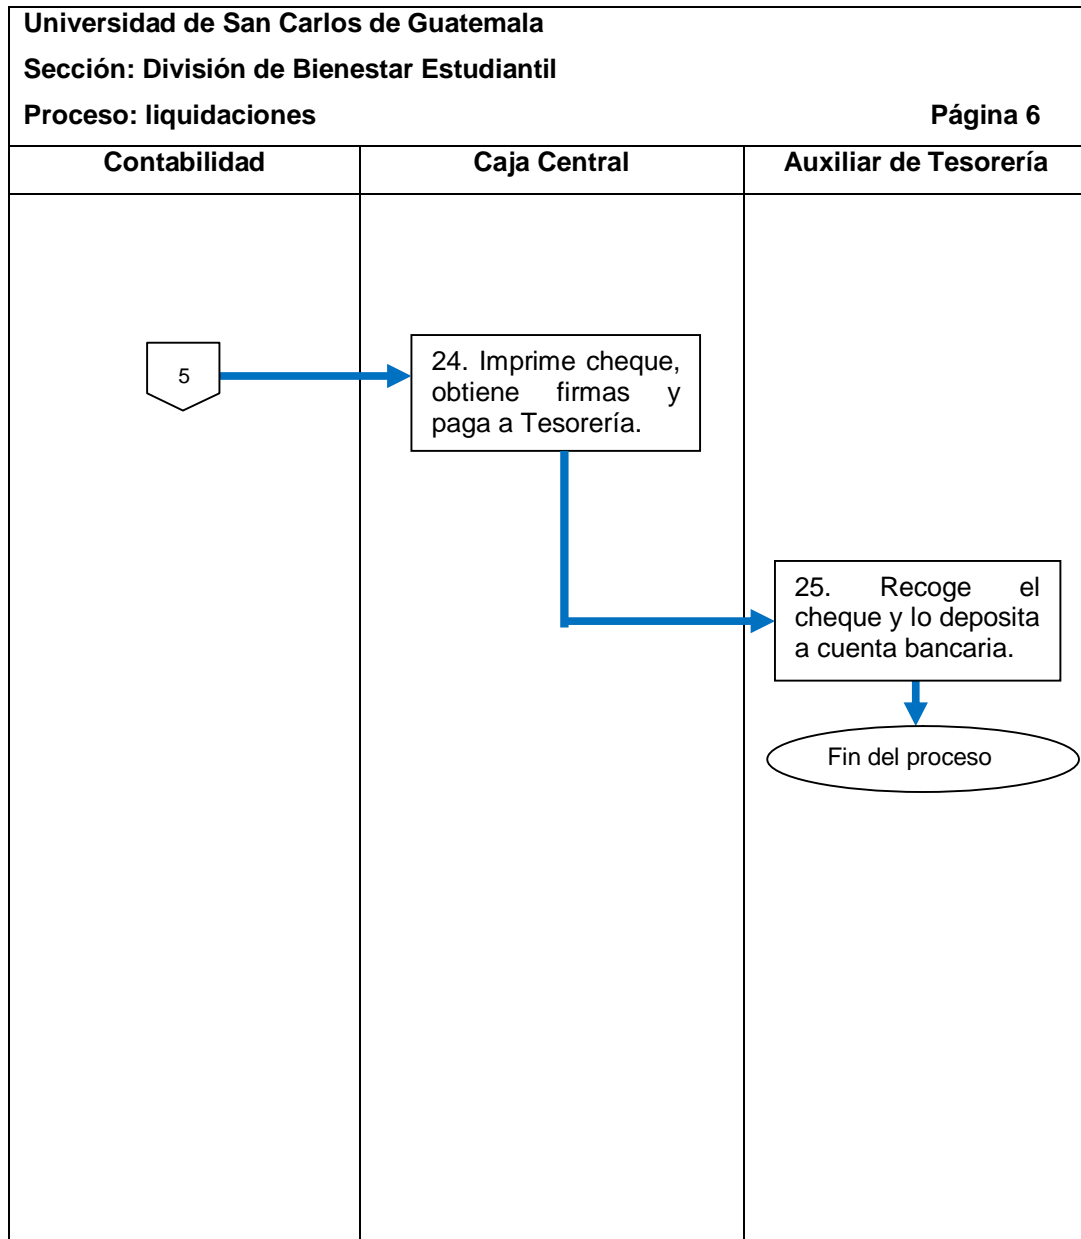 Universidad de San Carlos de Guatemala
Sección: División de Bienestar Estudiantil
Proceso: liquidaciones Página 6
Contabilidad Caja Central Auxiliar de Tesorería
5
24. Imprime cheque,
obtiene firmas y
paga a Tesorería.
25. Recoge el
cheque y lo deposita
a cuenta bancaria.
Fin del proceso